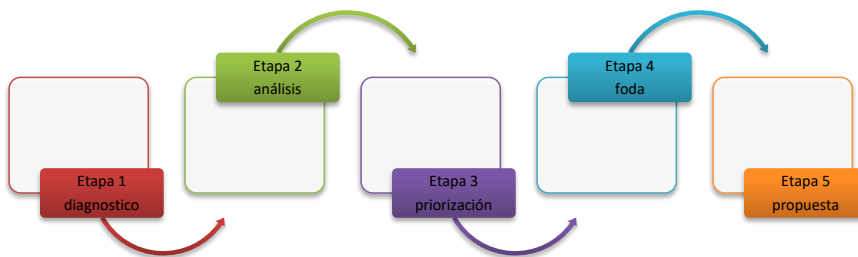 Etapa 1
diagnostico
Etapa 2
análisis
Etapa 3
priorización
Etapa 4
foda
Etapa 5
propuesta